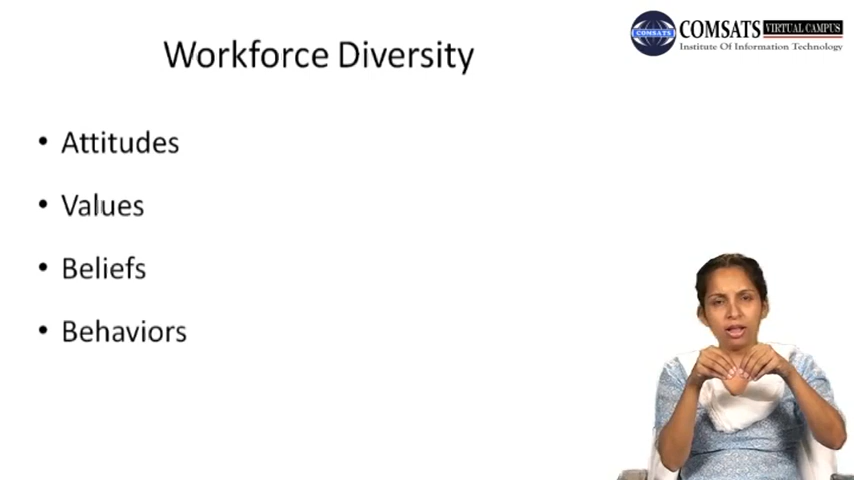 Workforce Diversity
COMSATS VIRTUAL CAMPUS
COMSATS
Institute Of Information Technology
• Attitudes
• Values
• Beliefs
• Behaviors